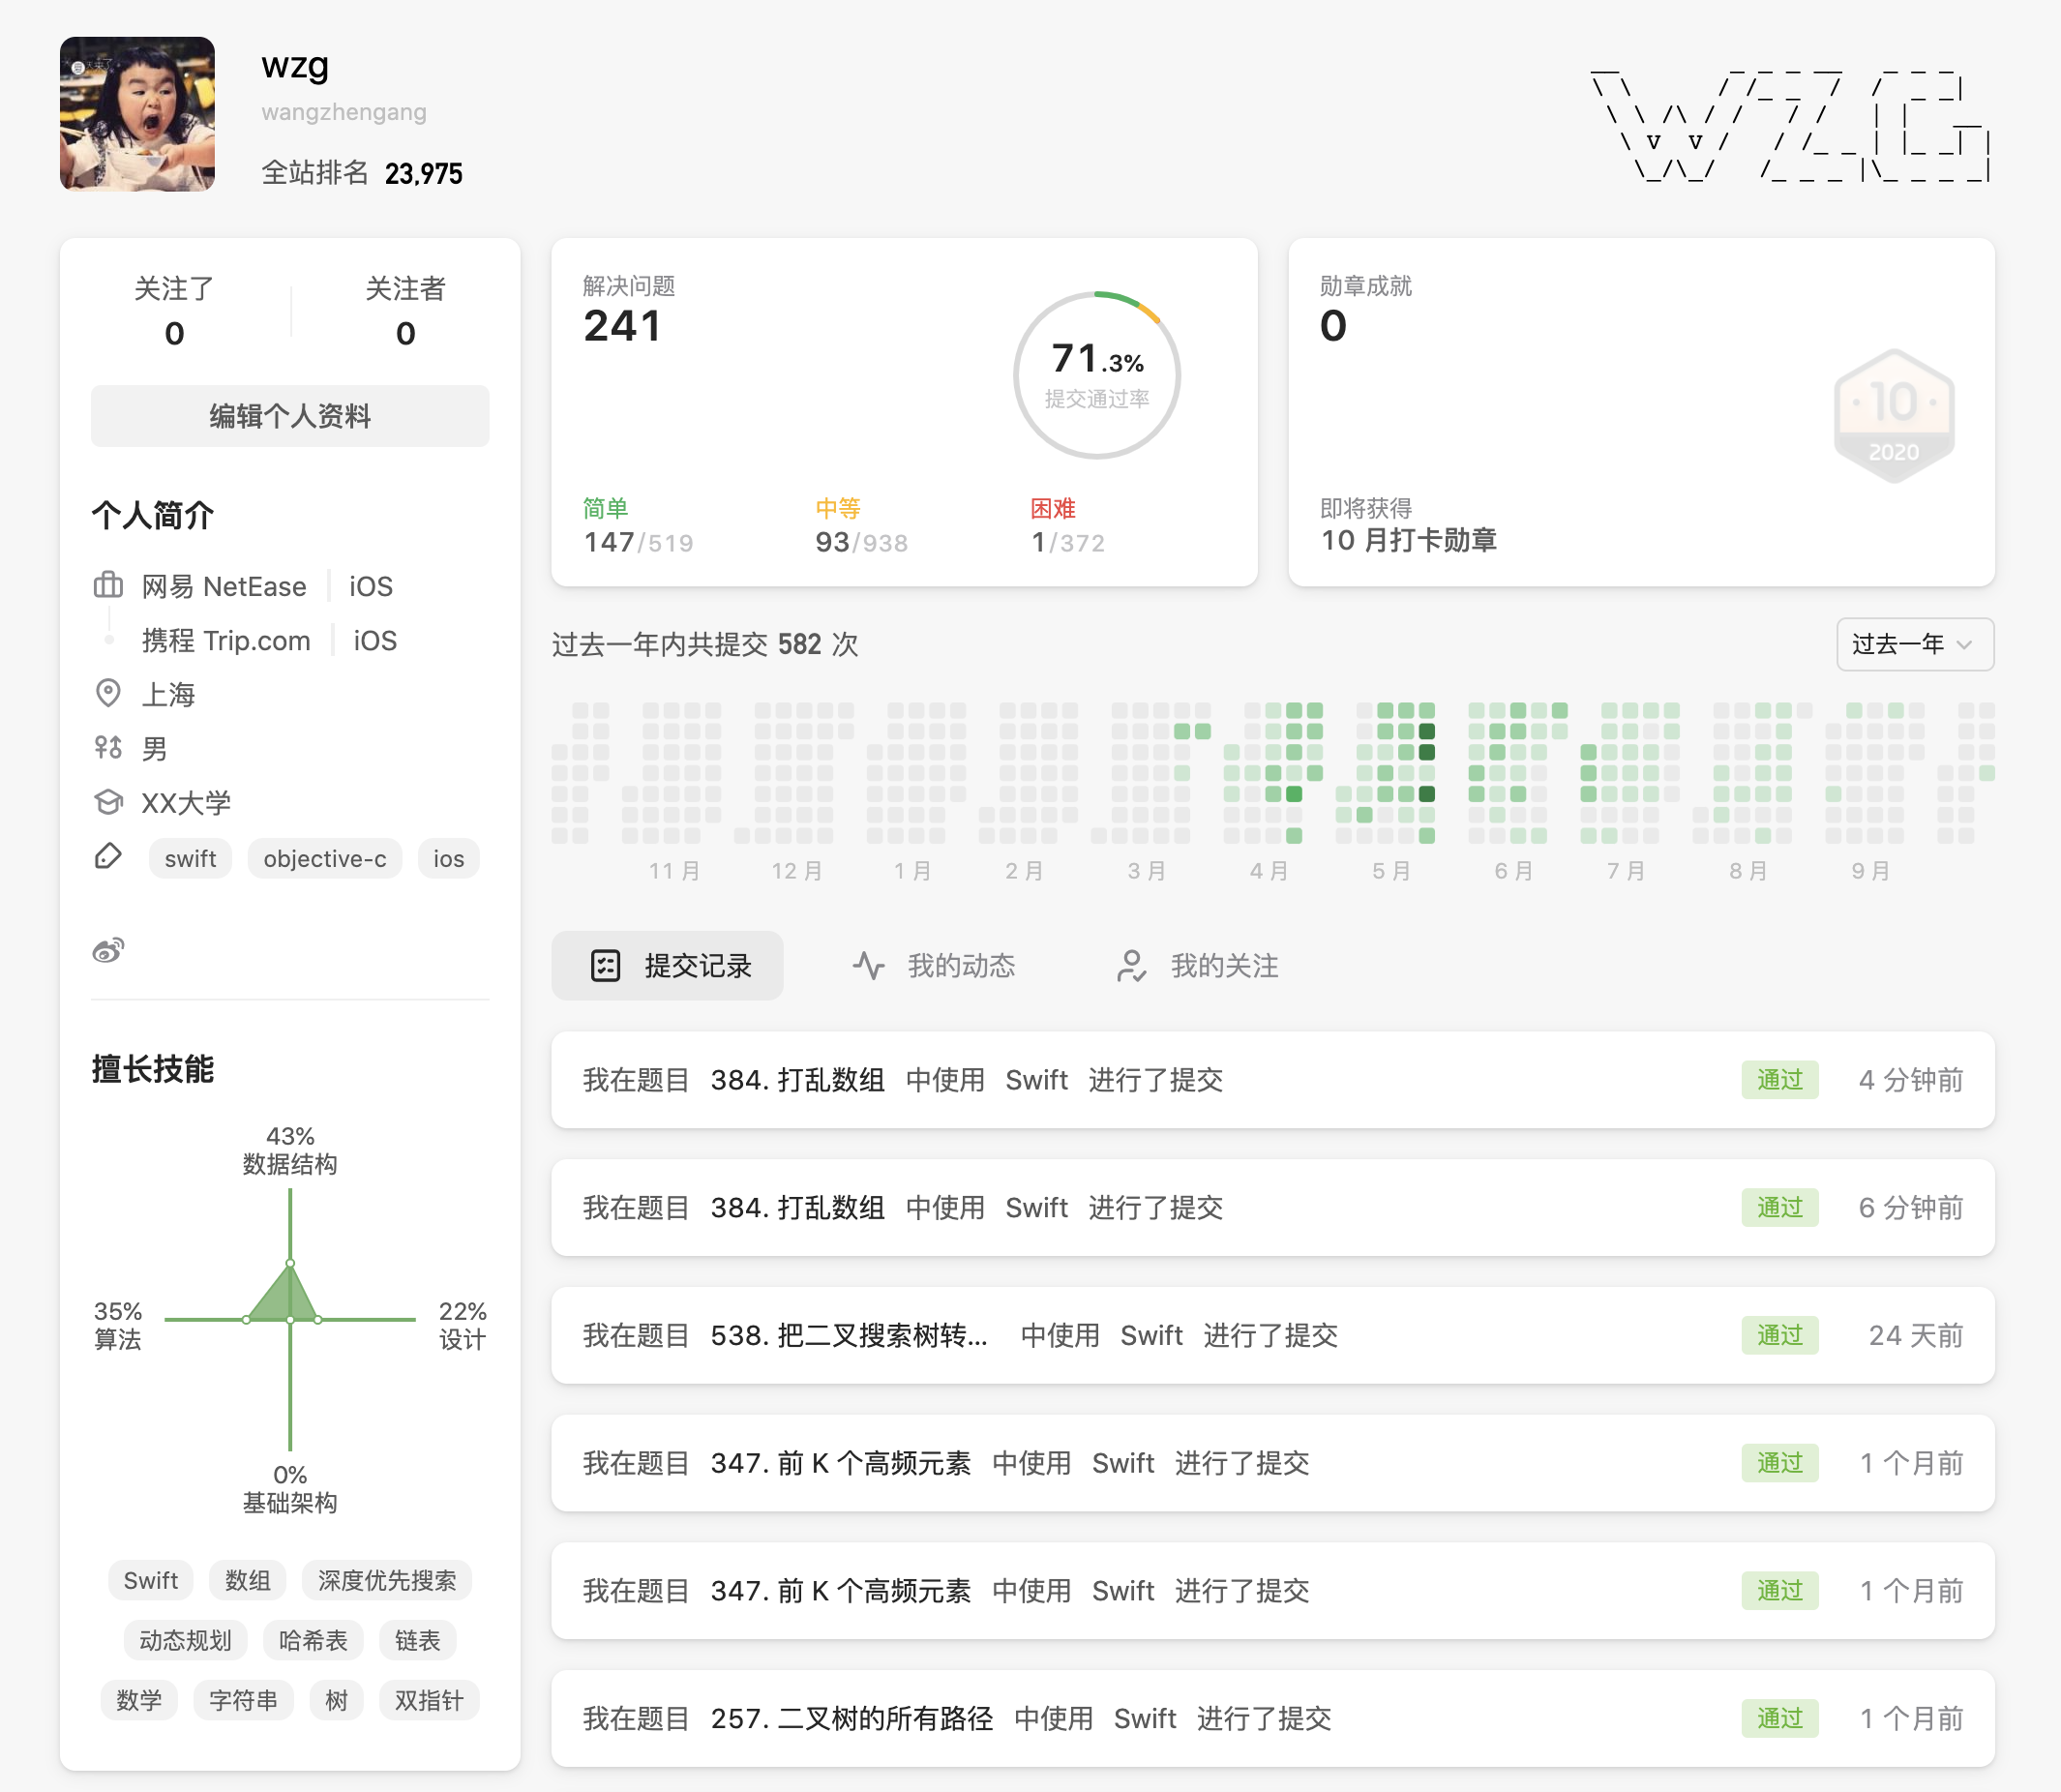 wzg
wangzhengang
全站排名 23,975
关注了 关注者
0 0
编辑个人资料
个人简介
网易 NetEase iOS
携程 Trip.com iOS
上海
男
XX大学
swift objective-c ios
擅长技能
43%
数据结构
35%
算法
22%
设计
0%
基础架构
Swift 数组 深度优先搜索
动态规划 哈希表 链表
数学 字符串 树 双指针
解决问题
241
71.3%
提交通过率
简单 中等 困难
147/519 93/938 1/372
勋章成就
0
10
2020
即将获得
10 月打卡勋章
过去一年内共提交 582 次
过去一年
11 月 12 月 1 月 2 月 3 月 4 月 5 月 6 月 7 月 8 月 9 月
提交记录 我的动态 我的关注
我在题目 384. 打乱数组 中使用 Swift 进行了提交 通过 4 分钟前
我在题目 384. 打乱数组 中使用 Swift 进行了提交 通过 6 分钟前
我在题目 538. 把二叉搜索树转... 中使用 Swift 进行了提交 通过 24 天前
我在题目 347. 前 K 个高频元素 中使用 Swift 进行了提交 通过 1 个月前
我在题目 347. 前 K 个高频元素 中使用 Swift 进行了提交 通过 1 个月前
我在题目 257. 二叉树的所有路径 中使用 Swift 进行了提交 通过 1 个月前